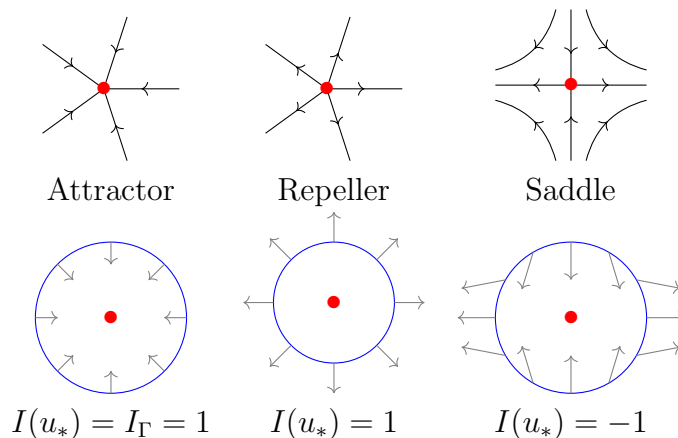 Attractor Repeller Saddle
I(u_*) = I_Γ = 1 I(u_*) = 1 I(u_*) = −1